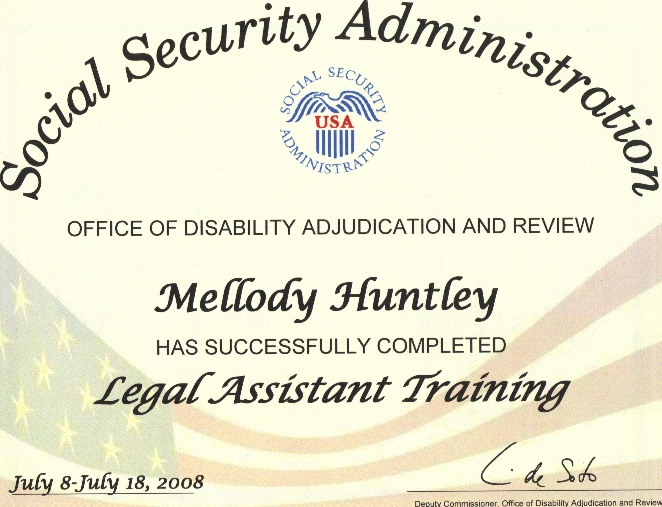 Social Security Administration
SOCIAL SECURITY
USA
ADMINISTRATION
OFFICE OF DISABILITY ADJUDICATION AND REVIEW
Mellody Huntley
HAS SUCCESSFULLY COMPLETED
Legal Assistant Training
July 8-July 18, 2008
L. de Soto
Deputy Commissioner, Office of Disability Adjudication and Review